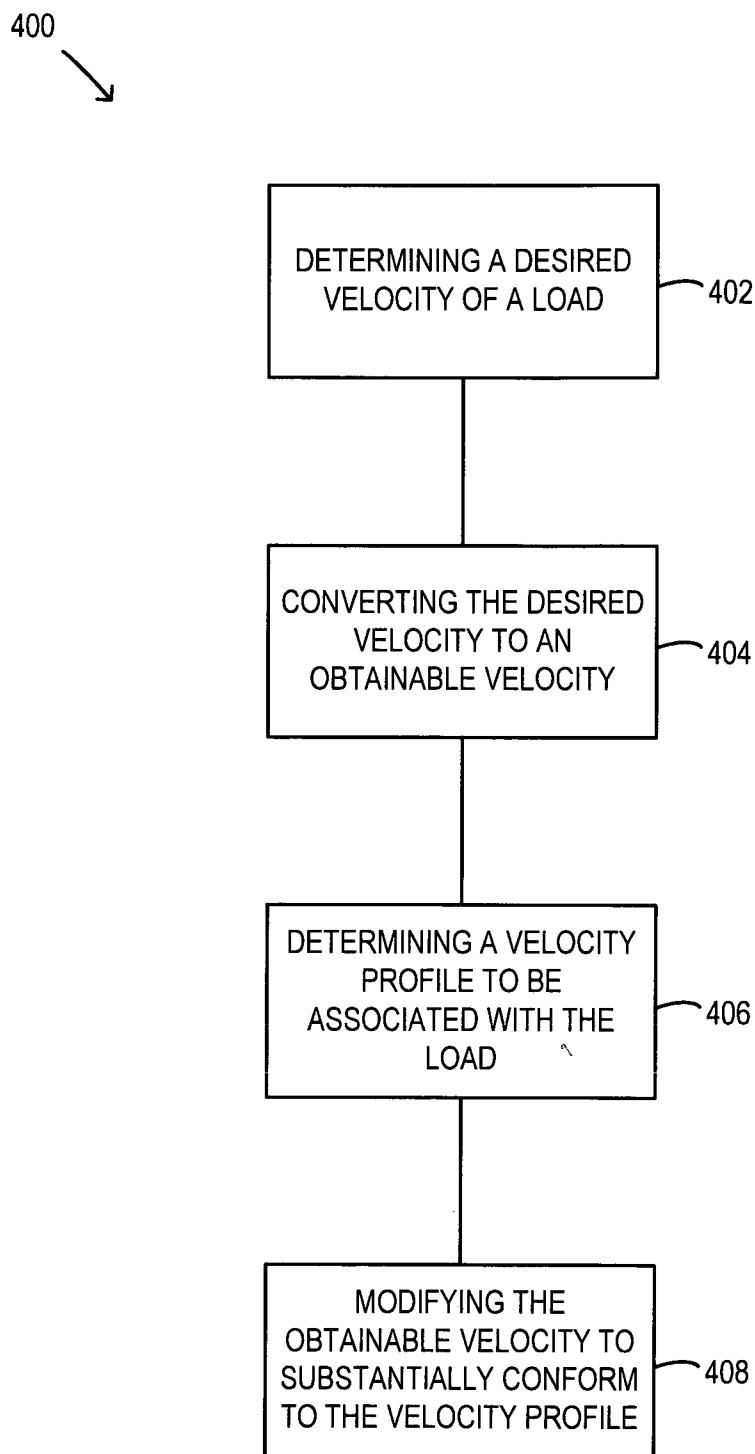 400
DETERMINING A DESIRED
VELOCITY OF A LOAD
402
CONVERTING THE DESIRED
VELOCITY TO AN
OBTAINABLE VELOCITY
404
DETERMINING A VELOCITY
PROFILE TO BE
ASSOCIATED WITH THE
LOAD
406
MODIFYING THE
OBTAINABLE VELOCITY TO
SUBSTANTIALLY CONFORM
TO THE VELOCITY PROFILE
408